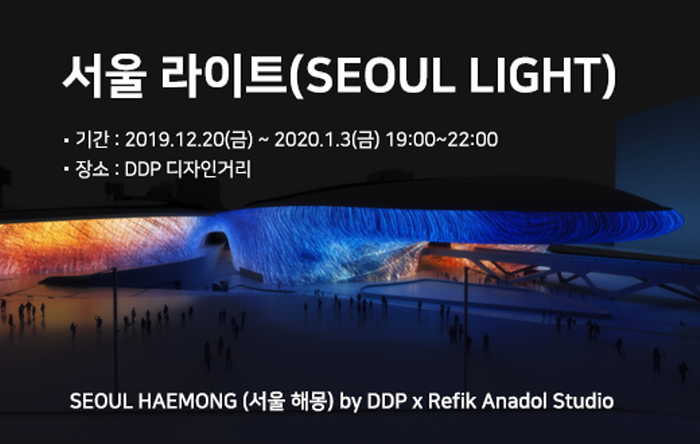 서울 라이트(SEOUL LIGHT)
▪ 기간 : 2019.12.20(금) ~ 2020.1.3(금) 19:00~22:00
▪ 장소 : DDP 디자인거리
SEOUL HAEMONG (서울 해몽) by DDP x Refik Anadol Studio